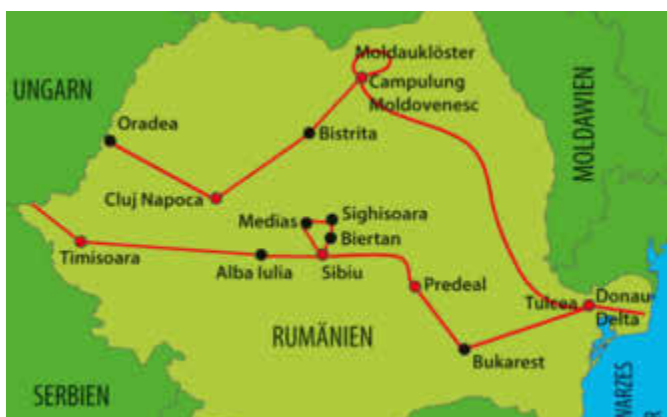 Moldauklöster
UNGARN
Campulung
Moldovenesc
MOLDAWIEN
Oradea
Bistrita
Cluj Napoca
Medias
Sighisoara
Biertan
Timisoara
Alba Iulia
Sibiu
Predeal
Tulcea
Donau
Delta
RUMÄNIEN
Bukarest
SERBIEN
WARZES